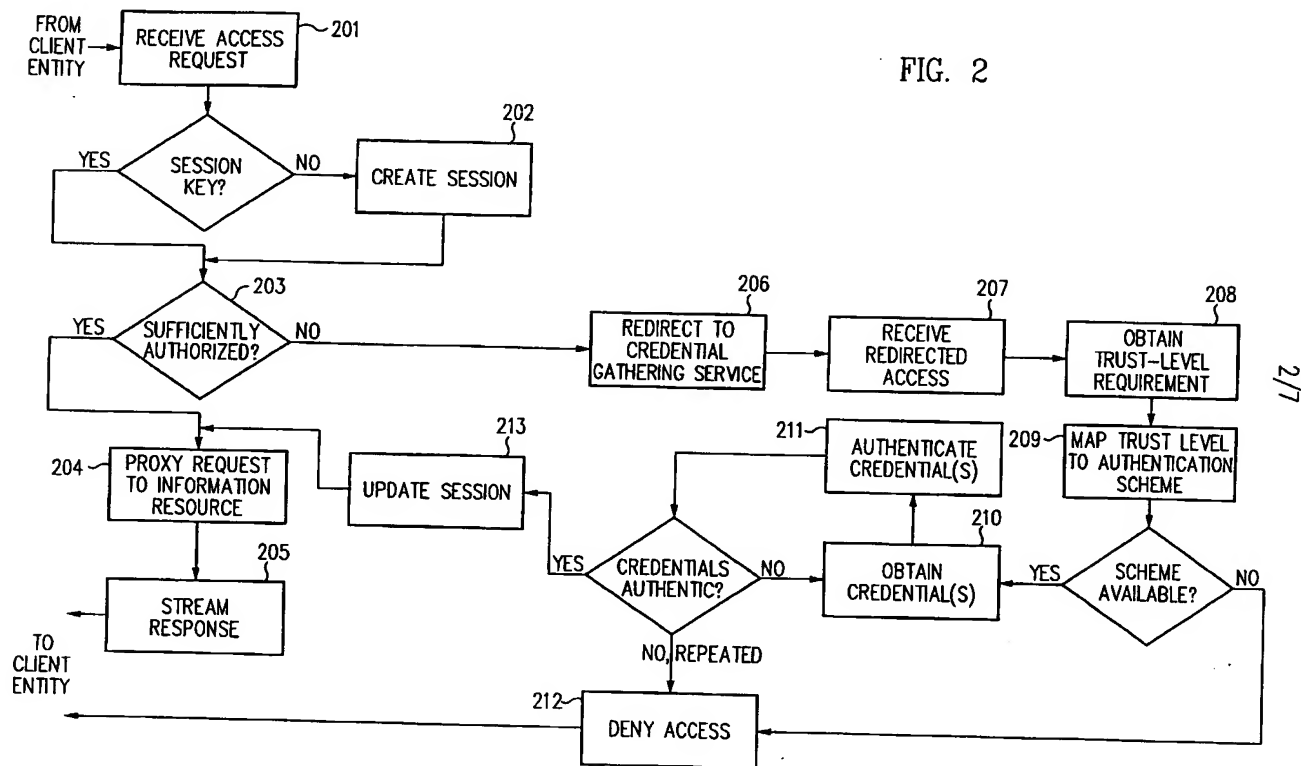 FIG. 2
2/7
FROM
CLIENT
ENTITY
201
RECEIVE ACCESS
REQUEST
SESSION
KEY?
YES
NO
202
CREATE SESSION
203
SUFFICIENTLY
AUTHORIZED?
YES
NO
206
REDIRECT TO
CREDENTIAL
GATHERING SERVICE
207
RECEIVE
REDIRECTED
ACCESS
208
OBTAIN
TRUST-LEVEL
REQUIREMENT
209
MAP TRUST LEVEL
TO AUTHENTICATION
SCHEME
SCHEME
AVAILABLE?
YES
NO
210
OBTAIN
CREDENTIAL(S)
211
AUTHENTICATE
CREDENTIAL(S)
CREDENTIALS
AUTHENTIC?
YES
NO
NO, REPEATED
212
DENY ACCESS
213
UPDATE SESSION
204
PROXY REQUEST
TO INFORMATION
RESOURCE
205
STREAM
RESPONSE
TO
CLIENT
ENTITY